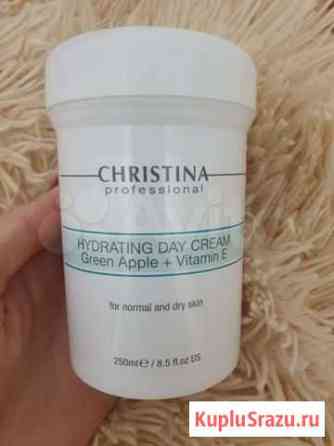 CHRISTINA
professional
HYDRATING DAY CREAM
Green Apple + Vitamin E
for normal and dry skin
250ml℮ / 8.5 fl.oz US
Avito
KupluSrazu.ru